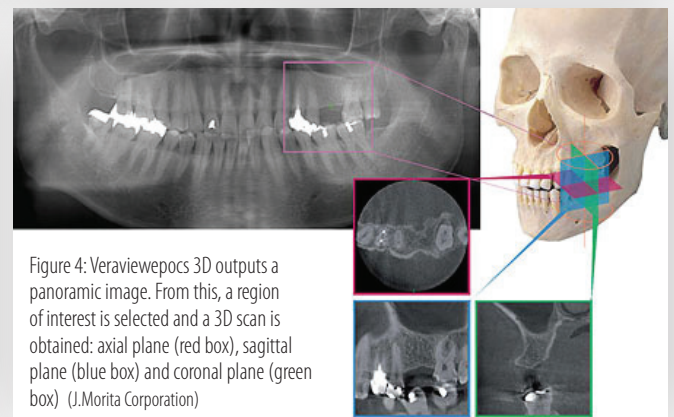 Figure 4: Veraviewepocs 3D outputs a
panoramic image. From this, a region
of interest is selected and a 3D scan is
obtained: axial plane (red box), sagittal
plane (blue box) and coronal plane (green
box) (J.Morita Corporation)